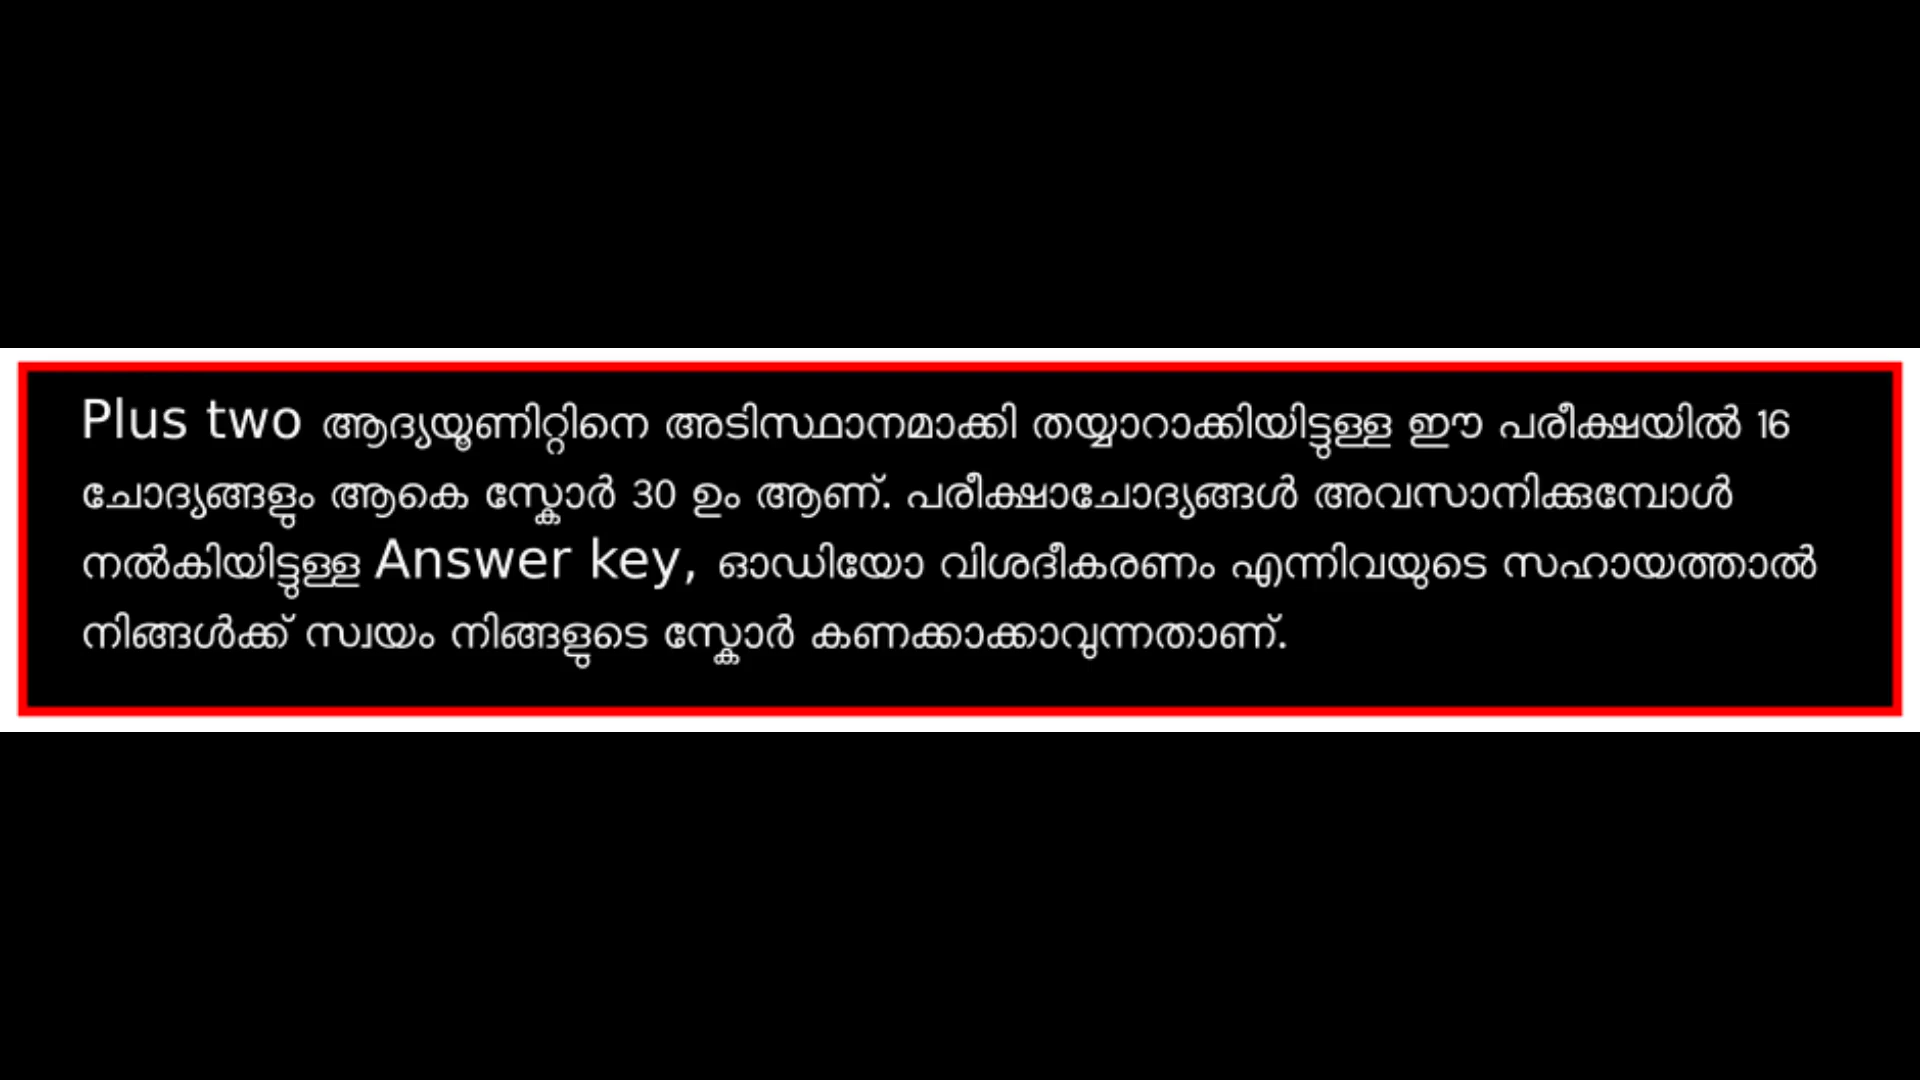 Plus two ആദ്യയൂണിറ്റിനെ അടിസ്ഥാനമാക്കി തയ്യാറാക്കിയിട്ടുള്ള ഈ പരീക്ഷയിൽ 16
ചോദ്യങ്ങളും ആകെ സ്കോർ 30 ഉം ആണ്. പരീക്ഷാചോദ്യങ്ങൾ അവസാനിക്കുമ്പോൾ
നൽകിയിട്ടുള്ള Answer key, ഓഡിയോ വിശദീകരണം എന്നിവയുടെ സഹായത്താൽ
നിങ്ങൾക്ക് സ്വയം നിങ്ങളുടെ സ്കോർ കണക്കാക്കാവുന്നതാണ്.